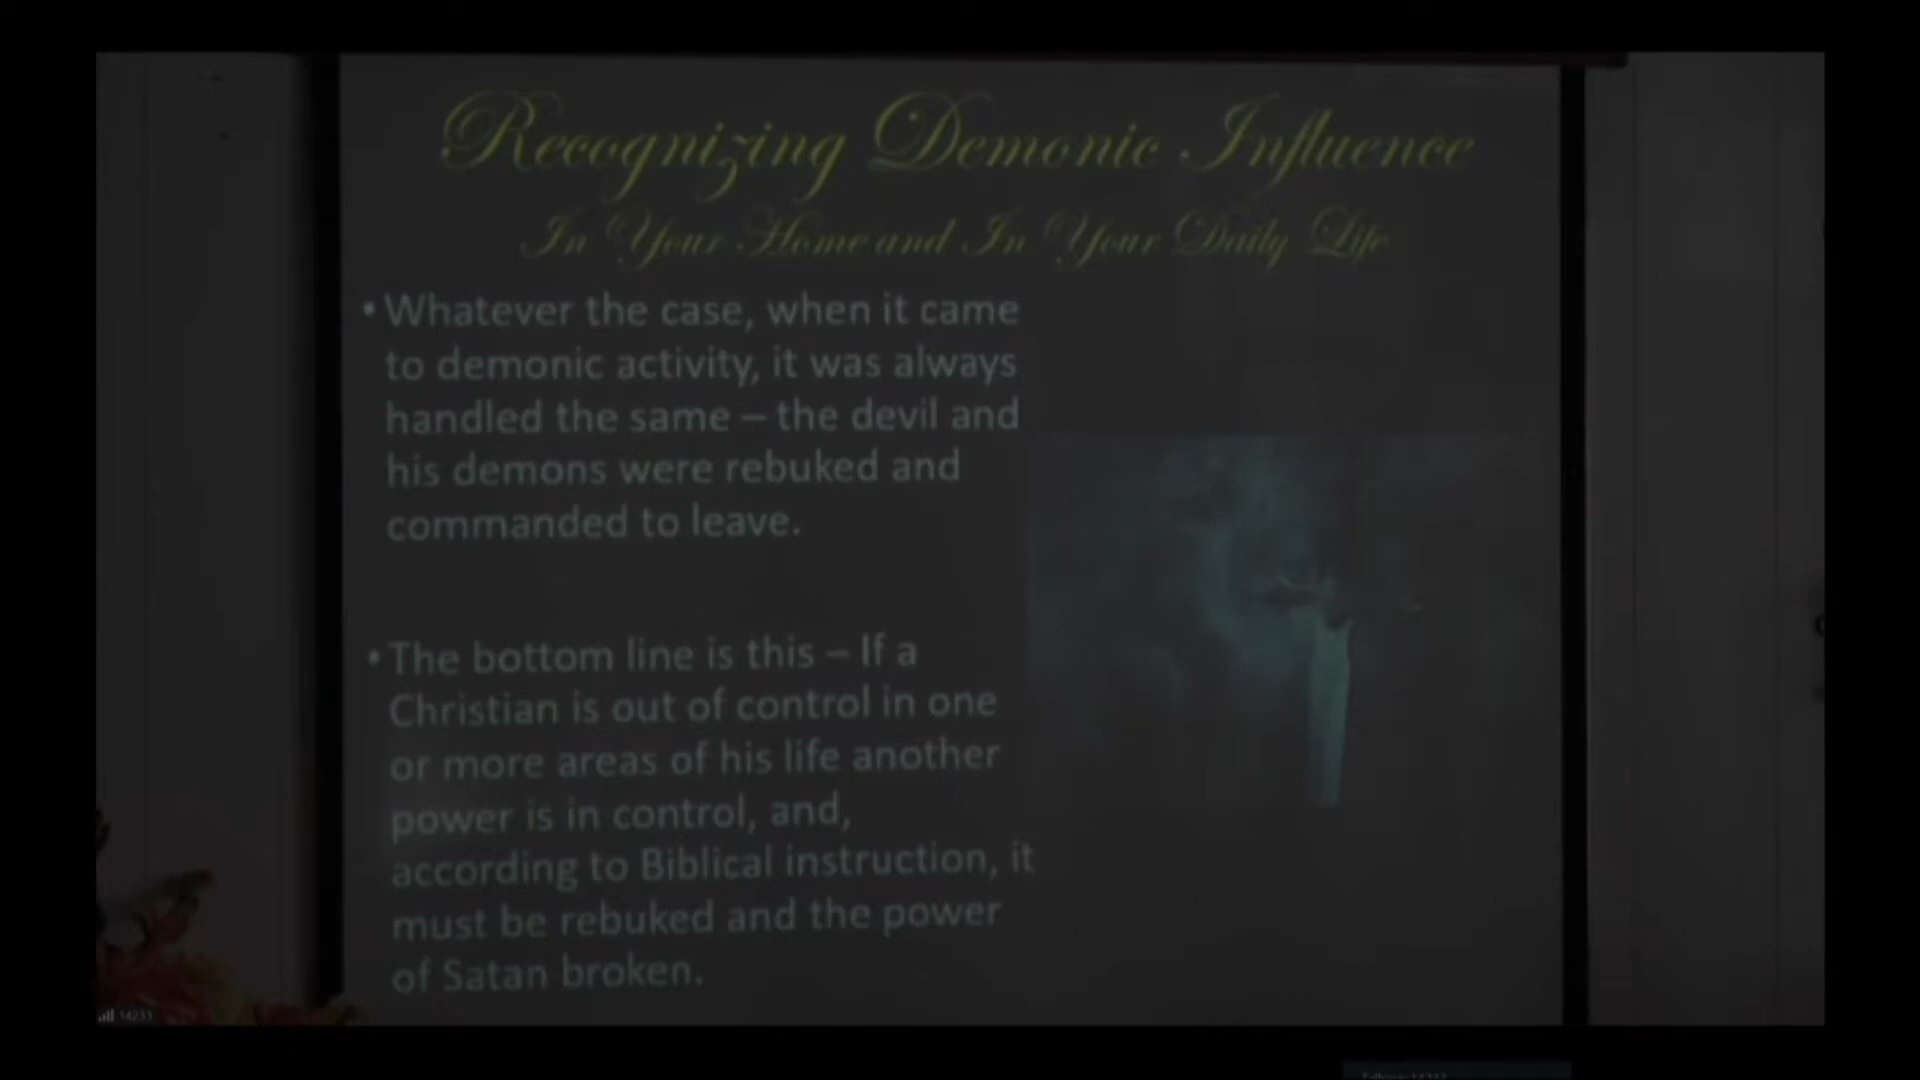 Recognizing Demonic Influence
In Your Home and In Your Daily Life
• Whatever the case, when it came
to demonic activity, it was always
handled the same – the devil and
his demons were rebuked and
commanded to leave.
• The bottom line is this – If a
Christian is out of control in one
or more areas of his life another
power is in control, and,
according to Biblical instruction, it
must be rebuked and the power
of Satan broken.
14233